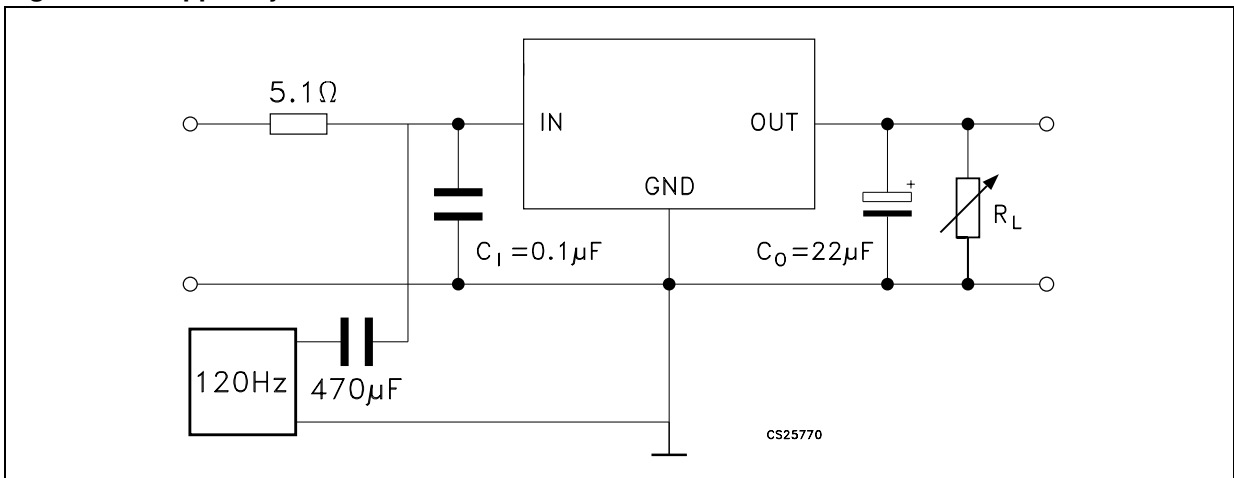 5.1Ω
IN
OUT
GND
+
R_L
C_I=0.1µF
C_O=22µF
120Hz
470µF
CS25770